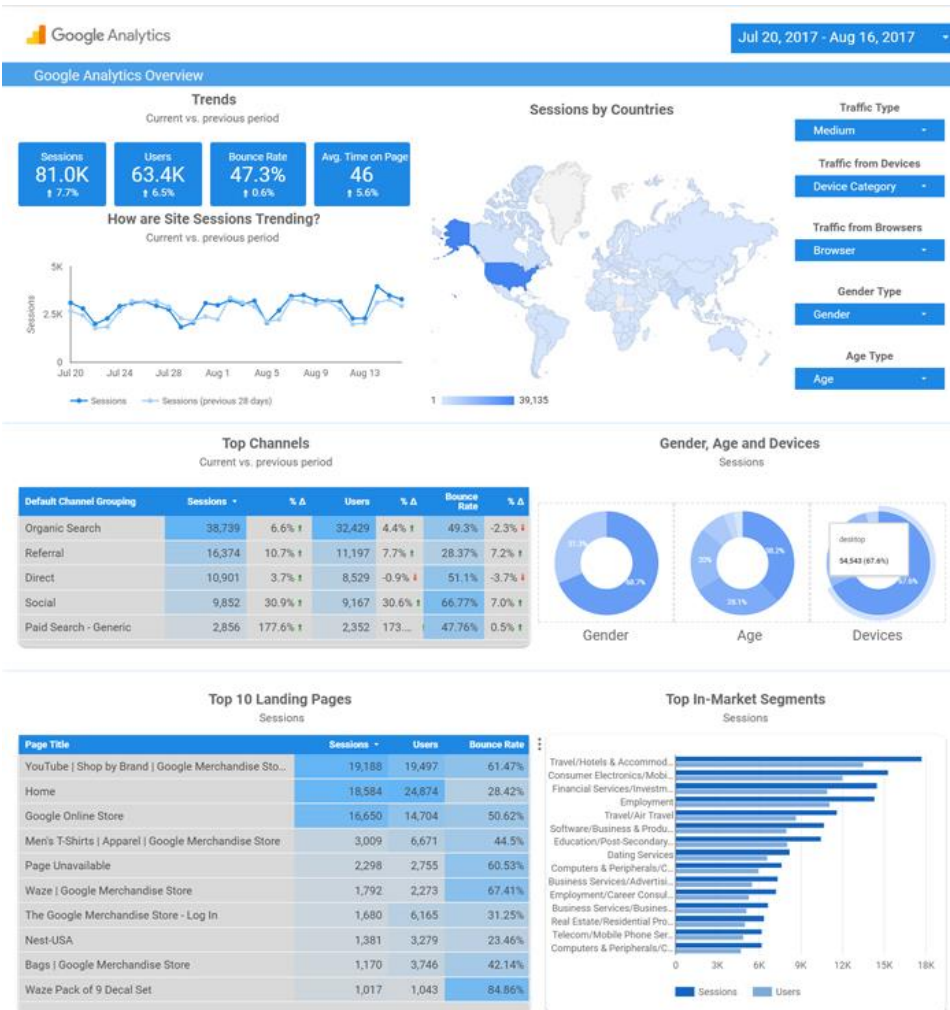 Google Analytics
Jul 20, 2017 - Aug 16, 2017
Google Analytics Overview
Trends
Current vs. previous period
Sessions
81.0K
7.7%
Users
63.4K
6.5%
Bounce Rate
47.3%
0.6%
Avg. Time on Page
46
5.6%
How are Site Sessions Trending?
Current vs. previous period
Sessions
5K
2.5K
0
Jul 20 Jul 24 Jul 28 Aug 1 Aug 5 Aug 9 Aug 13
Sessions Sessions (previous 28 days)
Sessions by Countries
1 39,135
Traffic Type
Medium
Traffic from Devices
Device Category
Traffic from Browsers
Browser
Gender Type
Gender
Age Type
Age
Top Channels
Current vs. previous period
Default Channel Grouping Sessions % Δ Users % Δ Bounce Rate % Δ
Organic Search 38,739 6.6% 32,429 4.4% 49.3% -2.3%
Referral 16,374 10.7% 11,197 7.7% 28.37% 7.2%
Direct 10,901 3.7% 8,529 -0.9% 51.1% -3.7%
Social 9,852 30.9% 9,167 30.6% 66.77% 7.0%
Paid Search - Generic 2,856 177.6% 2,352 173... 47.76% 0.5%
Gender, Age and Devices
Sessions
31.3%
68.7%
Gender
20%
28.1%
Age
desktop
54,543 (67.6%)
67.6%
Devices
Top 10 Landing Pages
Sessions
Page Title Sessions Users Bounce Rate
YouTube | Shop by Brand | Google Merchandise Sto... 19,188 19,497 61.47%
Home 18,584 24,874 28.42%
Google Online Store 16,650 14,704 50.62%
Men's T-Shirts | Apparel | Google Merchandise Store 3,009 6,671 44.5%
Page Unavailable 2,298 2,755 60.53%
Waze | Google Merchandise Store 1,792 2,273 67.41%
The Google Merchandise Store - Log In 1,680 6,165 31.25%
Nest-USA 1,381 3,279 23.46%
Bags | Google Merchandise Store 1,170 3,746 42.14%
Waze Pack of 9 Decal Set 1,017 1,043 84.86%
Top In-Market Segments
Sessions
Travel/Hotels & Accommod...
Consumer Electronics/Mobi...
Financial Services/Investm...
Employment
Travel/Air Travel
Software/Business & Produ...
Education/Post-Secondary...
Dating Services
Computers & Peripherals/C...
Business Services/Advertisi...
Employment/Career Consul...
Business Services/Busines...
Real Estate/Residential Pro...
Telecom/Mobile Phone Ser...
Computers & Peripherals/C...
0 3K 6K 9K 12K 15K 18K
Sessions Users